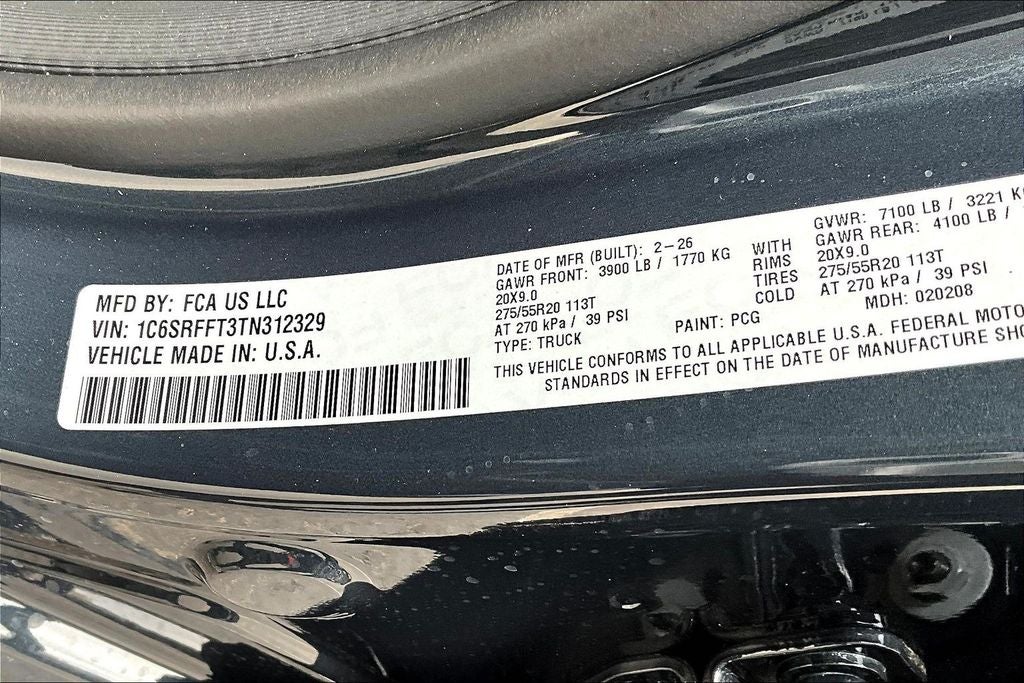 MFD BY: FCA US LLC
VIN: 1C6SRFFT3TN312329
VEHICLE MADE IN: U.S.A.
DATE OF MFR (BUILT): 2-26
GAWR FRONT: 3900 LB / 1770 KG
20X9.0
275/55R20 113T
AT 270 kPa / 39 PSI
TYPE: TRUCK
PAINT: PCG
WITH
RIMS
TIRES
COLD
GVWR: 7100 LB / 3221
GAWR REAR: 4100 LB /
20X9.0
275/55R20 113T
AT 270 kPa / 39 PSI
MDH: 020208
THIS VEHICLE CONFORMS TO ALL APPLICABLE U.S.A. FEDERAL
STANDARDS IN EFFECT ON THE DATE OF MANUFACTURE